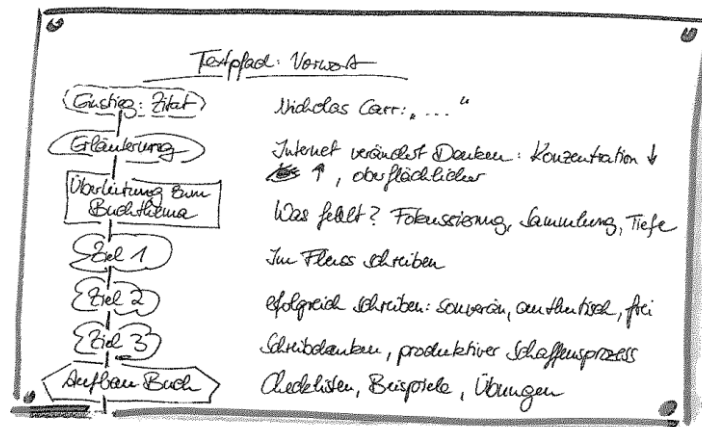 Textpfad: Vorwort
Einstieg: Zitat
Nicholas Carr: „ ... "
Erläuterung
Internet verändert Denken: Konzentration ↓
↑, oberflächlicher
Überleitung zum
Buchthema
Was fehlt? Fokussierung, Sammlung, Tiefe
Ziel 1
Im Fluss schreiben
Ziel 2
efolgreich schreiben: souverän, authentisch, frei
Ziel 3
Schreibdenken, produktiver Schaffensprozess
Aufbau Buch
Checklisten, Beispiele, Übungen